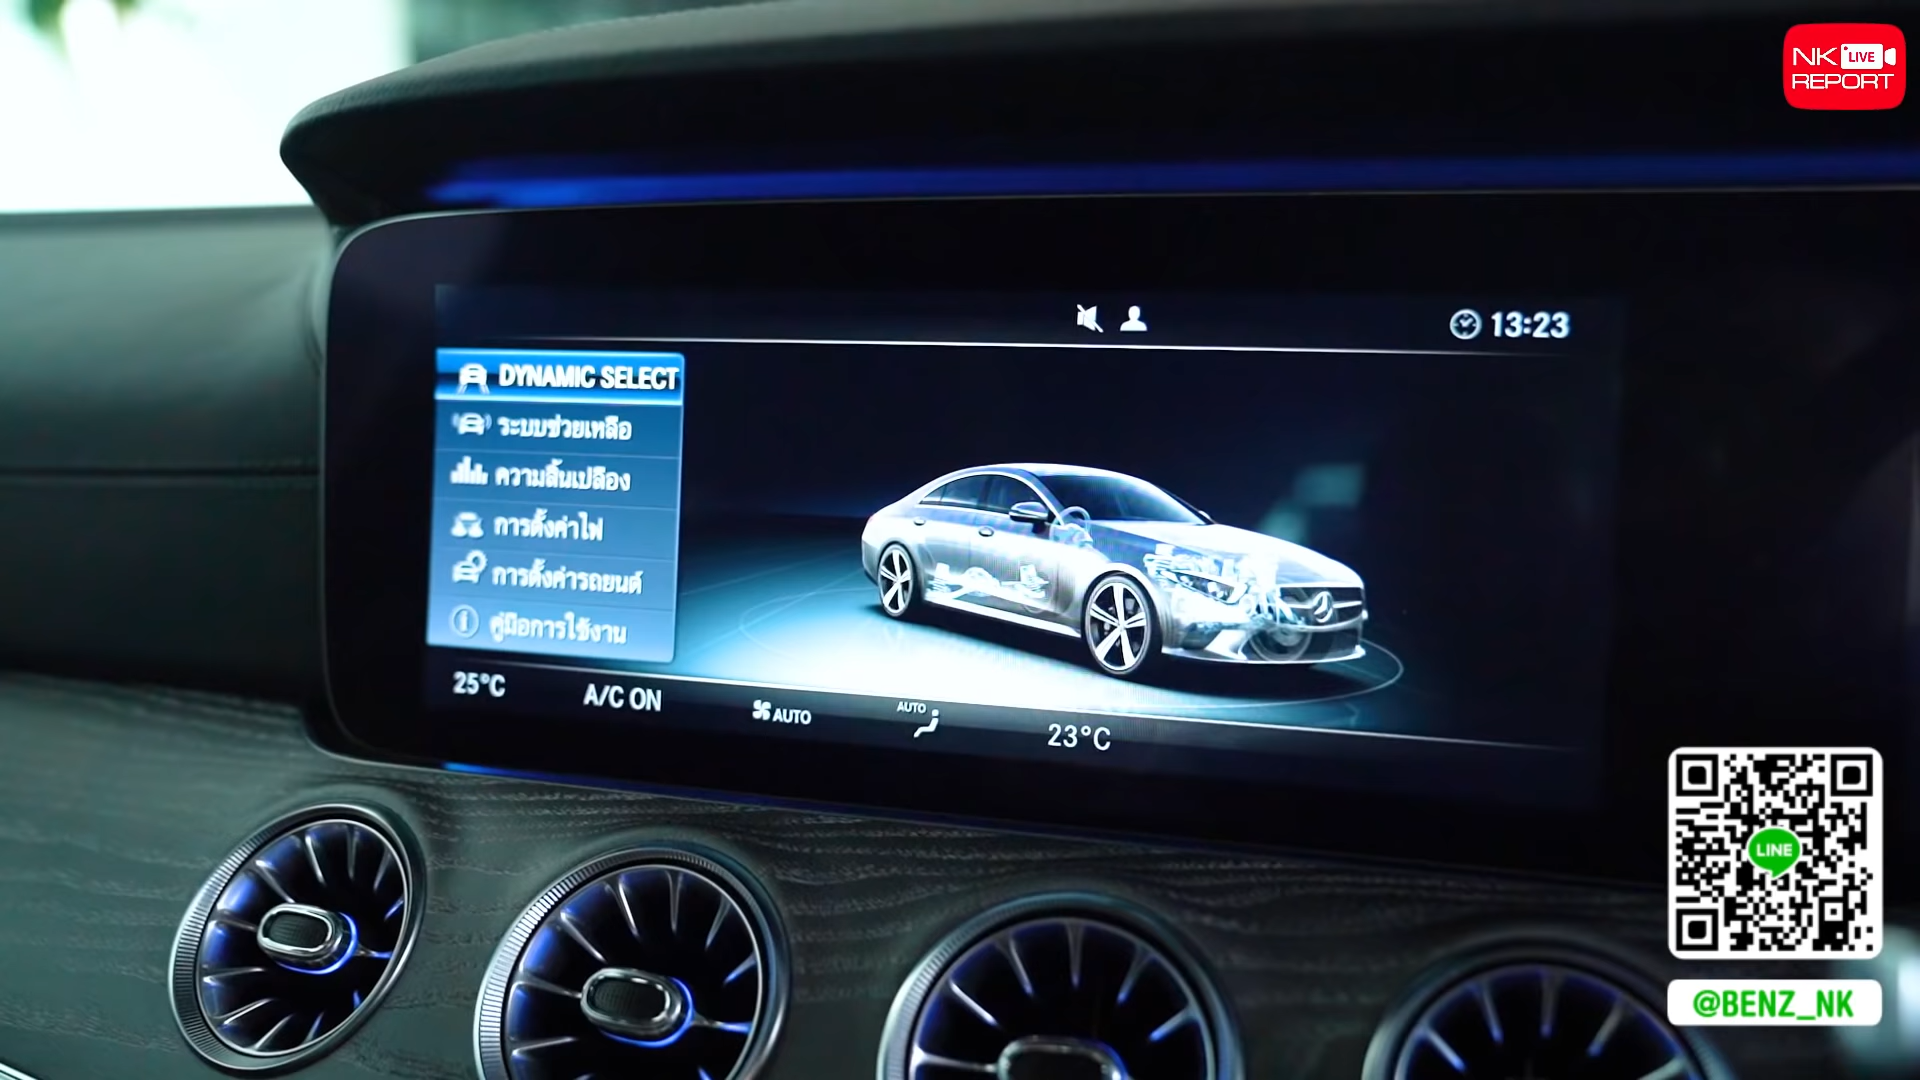 NK LIVE
REPORT
13:23
DYNAMIC SELECT
ระบบช่วยเหลือ
ความสิ้นเปลือง
การตั้งค่าไฟ
การตั้งค่ารถยนต์
คู่มือการใช้งาน
25°C A/C ON AUTO AUTO 23°C
LINE
@BENZ_NK